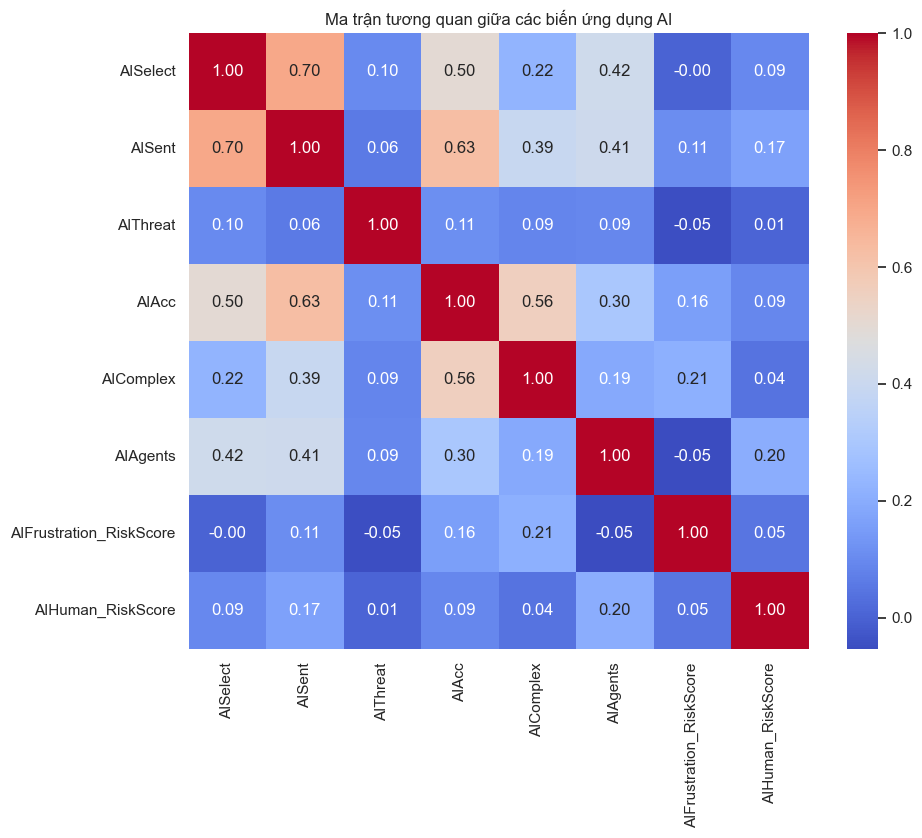 Ma trận tương quan giữa các biến ứng dụng AI
AISelect 1.00 0.70 0.10 0.50 0.22 0.42 -0.00 0.09
AISent 0.70 1.00 0.06 0.63 0.39 0.41 0.11 0.17
AIThreat 0.10 0.06 1.00 0.11 0.09 0.09 -0.05 0.01
AIAcc 0.50 0.63 0.11 1.00 0.56 0.30 0.16 0.09
AIComplex 0.22 0.39 0.09 0.56 1.00 0.19 0.21 0.04
AIAgents 0.42 0.41 0.09 0.30 0.19 1.00 -0.05 0.20
AIFrustration_RiskScore -0.00 0.11 -0.05 0.16 0.21 -0.05 1.00 0.05
AIHuman_RiskScore 0.09 0.17 0.01 0.09 0.04 0.20 0.05 1.00
AISelect
AISent
AIThreat
AIAcc
AIComplex
AIAgents
AIFrustration_RiskScore
AIHuman_RiskScore
1.0
0.8
0.6
0.4
0.2
0.0